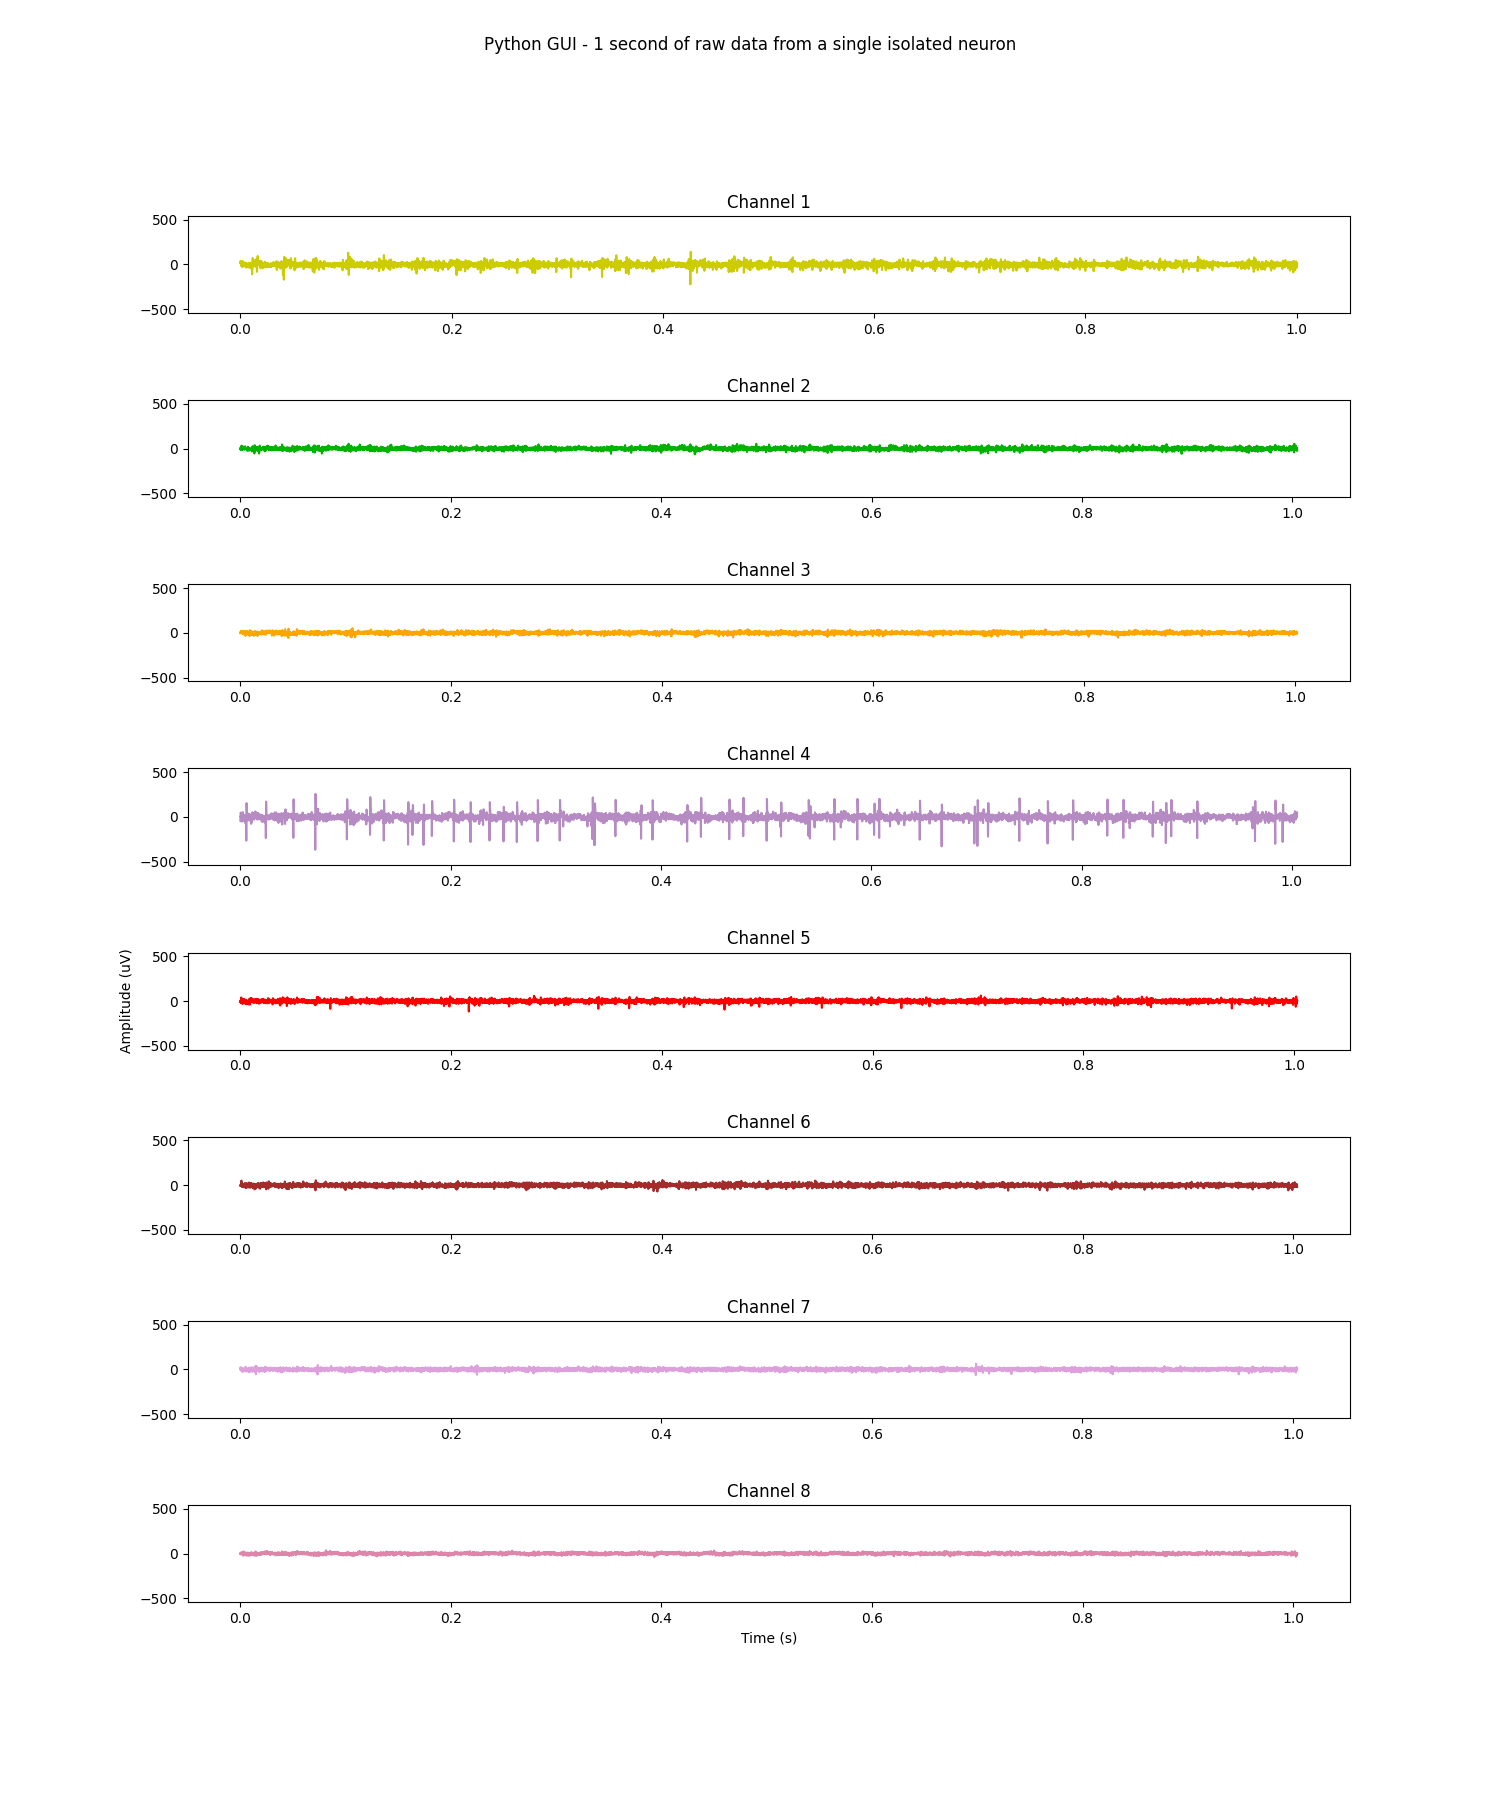 Python GUI - 1 second of raw data from a single isolated neuron
Channel 1
500
0
−500
0.0 0.2 0.4 0.6 0.8 1.0
Channel 2
500
0
−500
0.0 0.2 0.4 0.6 0.8 1.0
Channel 3
500
0
−500
0.0 0.2 0.4 0.6 0.8 1.0
Channel 4
500
0
−500
0.0 0.2 0.4 0.6 0.8 1.0
Channel 5
Amplitude (uV)
500
0
−500
0.0 0.2 0.4 0.6 0.8 1.0
Channel 6
500
0
−500
0.0 0.2 0.4 0.6 0.8 1.0
Channel 7
500
0
−500
0.0 0.2 0.4 0.6 0.8 1.0
Channel 8
500
0
−500
0.0 0.2 0.4 0.6 0.8 1.0
Time (s)